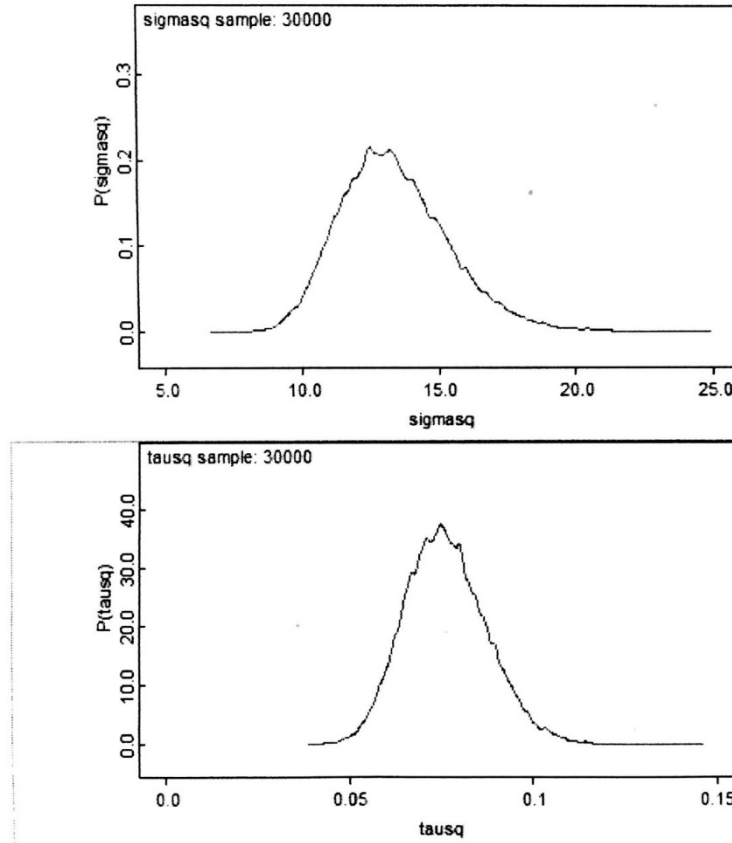 sigmasq sample: 30000
P(sigmasq)
0.3
0.2
0.1
0.0
5.0 10.0 15.0 20.0 25.0
sigmasq
tausq sample: 30000
P(tausq)
40.0
30.0
20.0
10.0
0.0
0.0 0.05 0.1 0.15
tausq